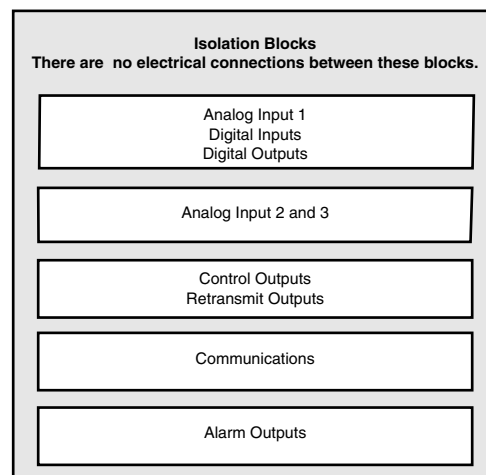 Isolation Blocks
There are no electrical connections between these blocks.
Analog Input 1
Digital Inputs
Digital Outputs
Analog Input 2 and 3
Control Outputs
Retransmit Outputs
Communications
Alarm Outputs